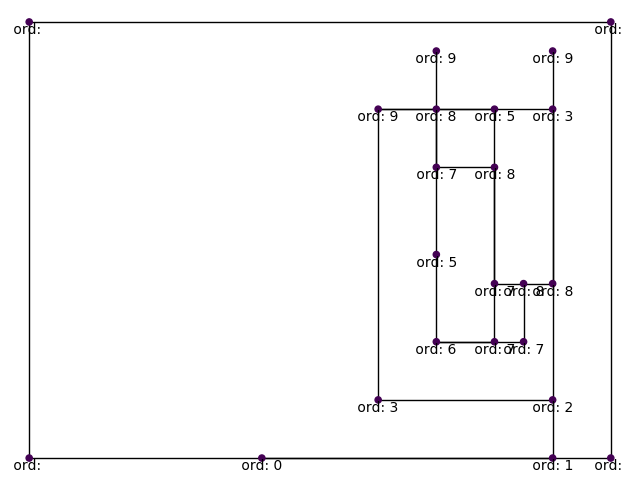 ord: ord:
ord: 9 ord: 9
ord: 9 ord: 8 ord: 5 ord: 3
ord: 7 ord: 8
ord: 5
ord: 7 ord: 8 ord: 8
ord: 6 ord: 7 ord: 7
ord: 3 ord: 2
ord: ord: 0 ord: 1 ord: